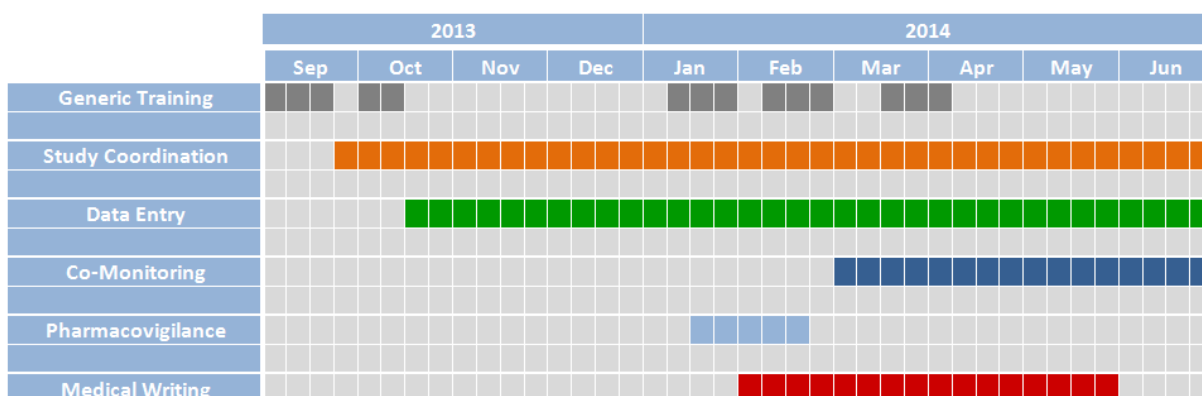 2013 2014
Sep Oct Nov Dec Jan Feb Mar Apr May Jun
Generic Training
Study Coordination
Data Entry
Co-Monitoring
Pharmacovigilance
Medical Writing